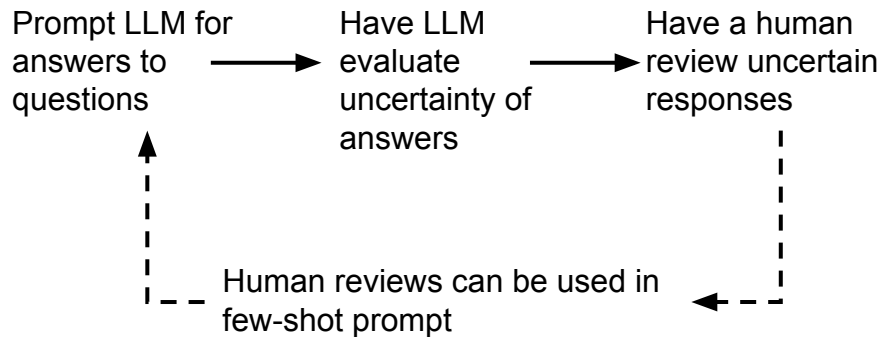 Prompt LLM for
answers to
questions
Have LLM
evaluate
uncertainty of
answers
Have a human
review uncertain
responses
Human reviews can be used in
few-shot prompt